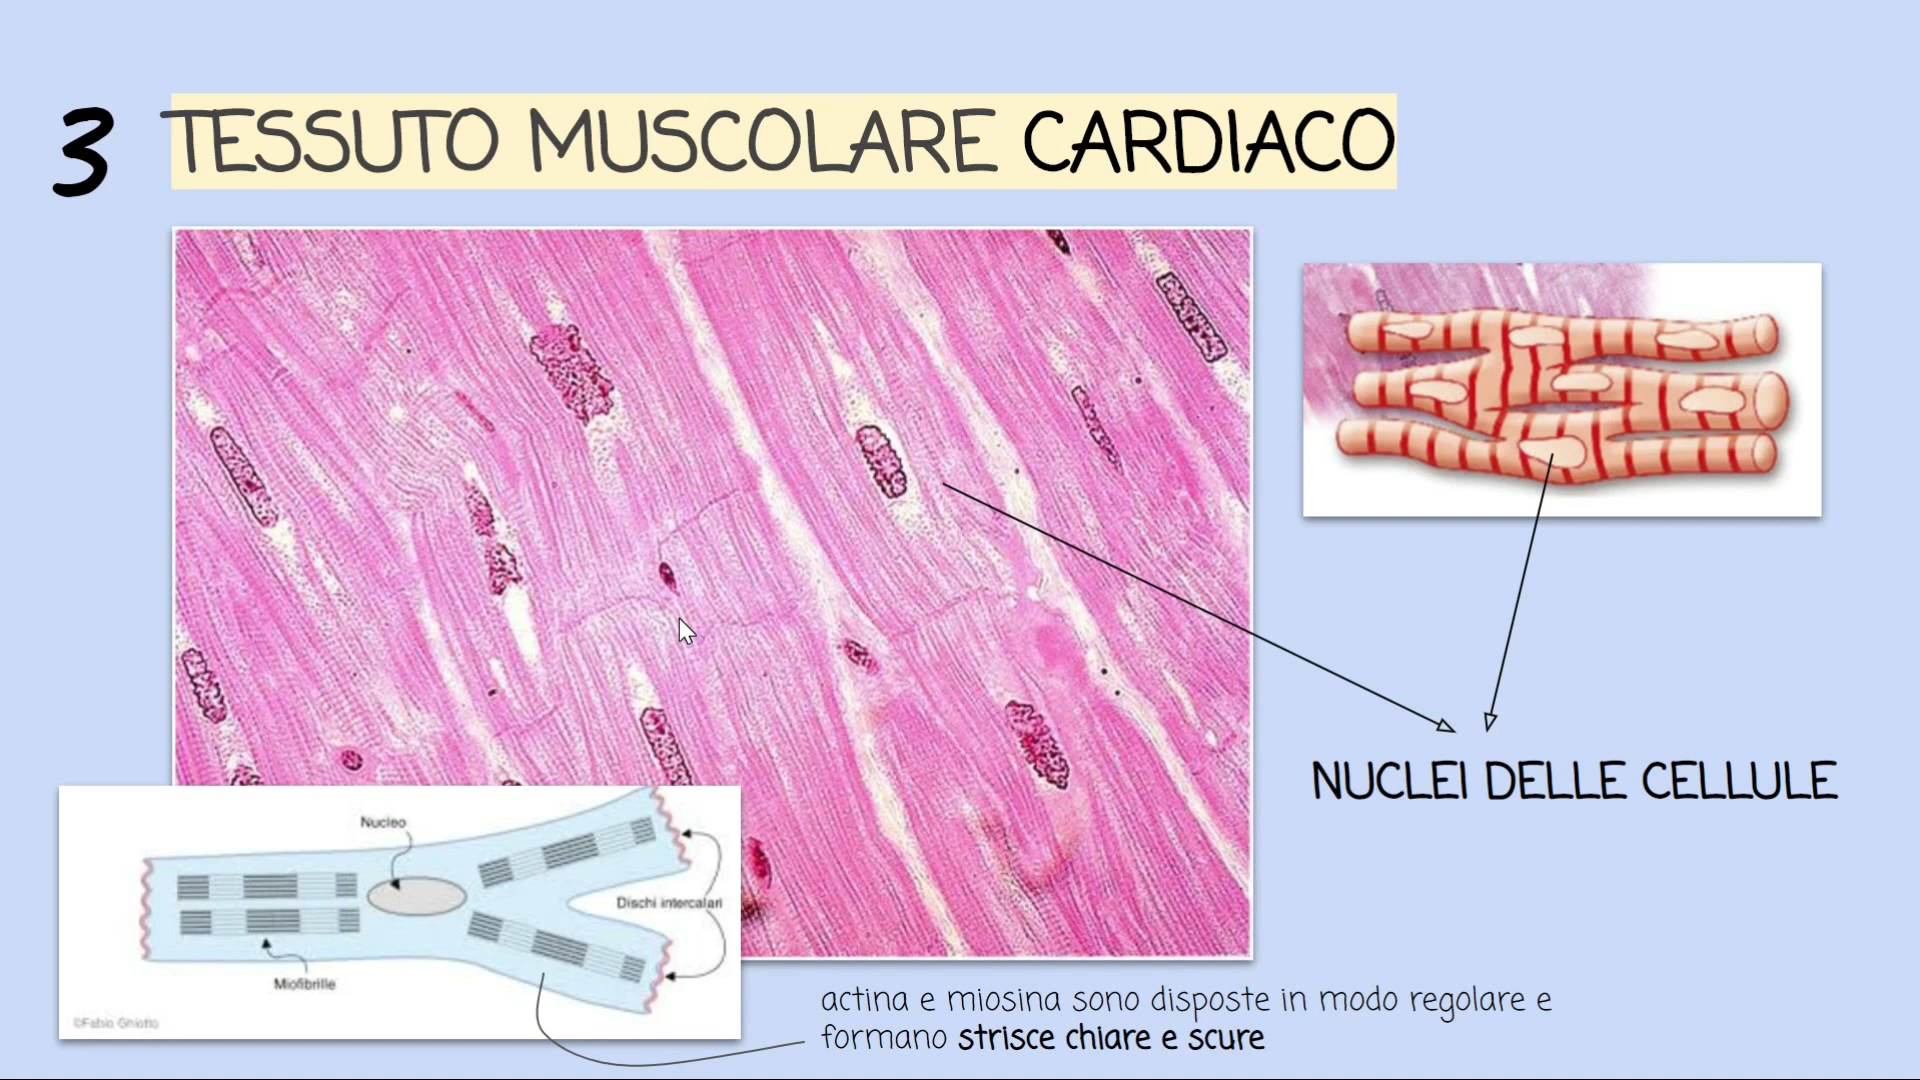 3 TESSUTO MUSCOLARE CARDIACO
NUCLEI DELLE CELLULE
Nucleo
Dischi intercalari
Miofibrille
©Fabio Ghiotto
actina e miosina sono disposte in modo regolare e
formano strisce chiare e scure